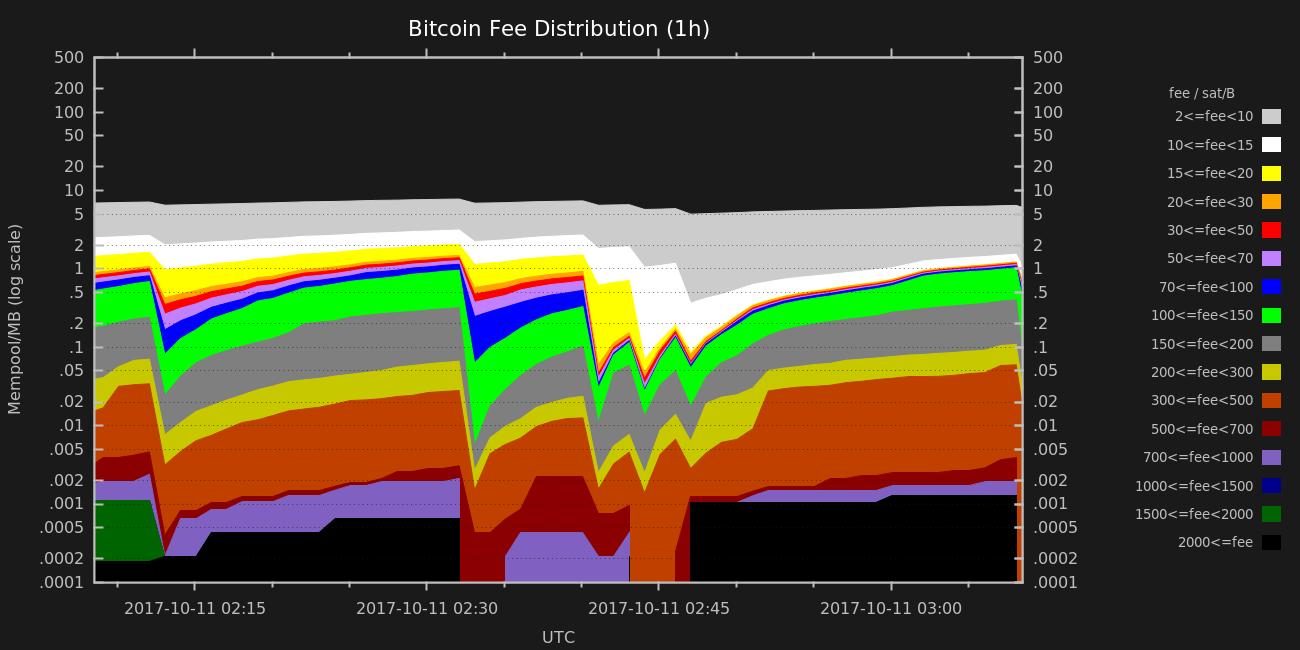 Bitcoin Fee Distribution (1h)
500
200
100
50
20
10
5
2
1
.5
.2
.1
.05
.02
.01
.005
.002
.001
.0005
.0002
.0001
Mempool/MB (log scale)
500
200
100
50
20
10
5
2
1
.5
.2
.1
.05
.02
.01
.005
.002
.001
.0005
.0002
.0001
2017-10-11 02:15
2017-10-11 02:30
2017-10-11 02:45
2017-10-11 03:00
UTC
fee / sat/B
2<=fee<10
10<=fee<15
15<=fee<20
20<=fee<30
30<=fee<50
50<=fee<70
70<=fee<100
100<=fee<150
150<=fee<200
200<=fee<300
300<=fee<500
500<=fee<700
700<=fee<1000
1000<=fee<1500
1500<=fee<2000
2000<=fee